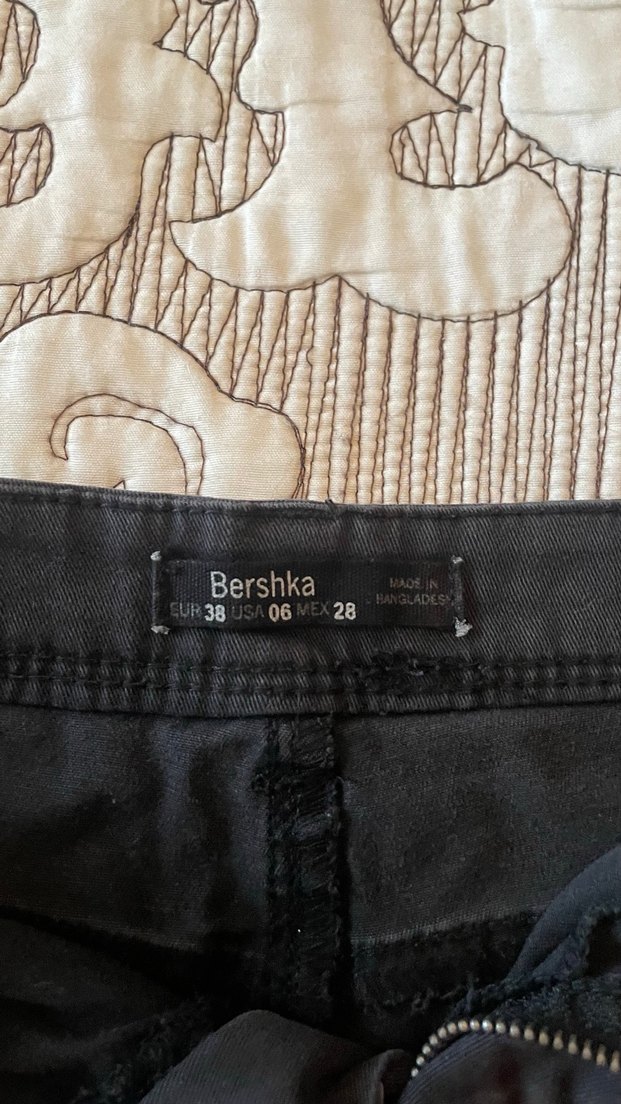 Bershka
EUR 38 USA 06 MEX 28
MADE IN
BANGLADESH